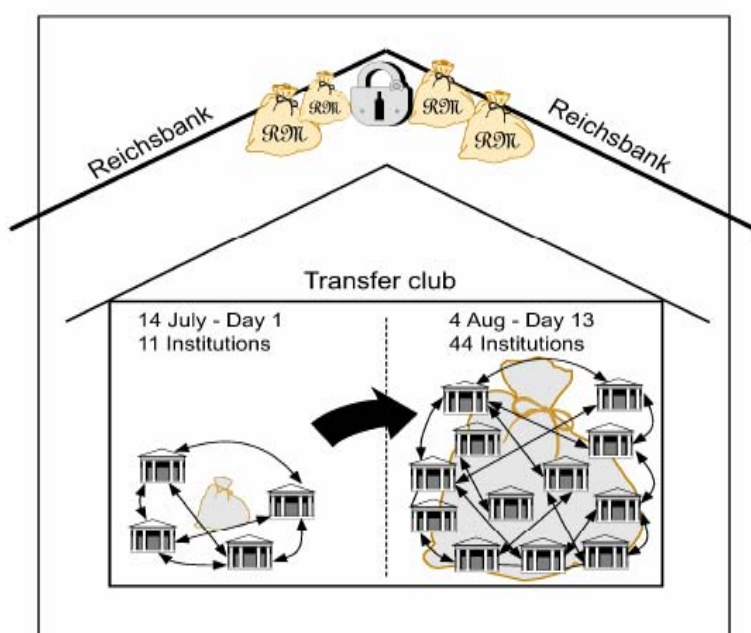 Reichsbank
RM
RM
RM
RM
Reichsbank
Transfer club
14 July - Day 1
11 Institutions
4 Aug - Day 13
44 Institutions